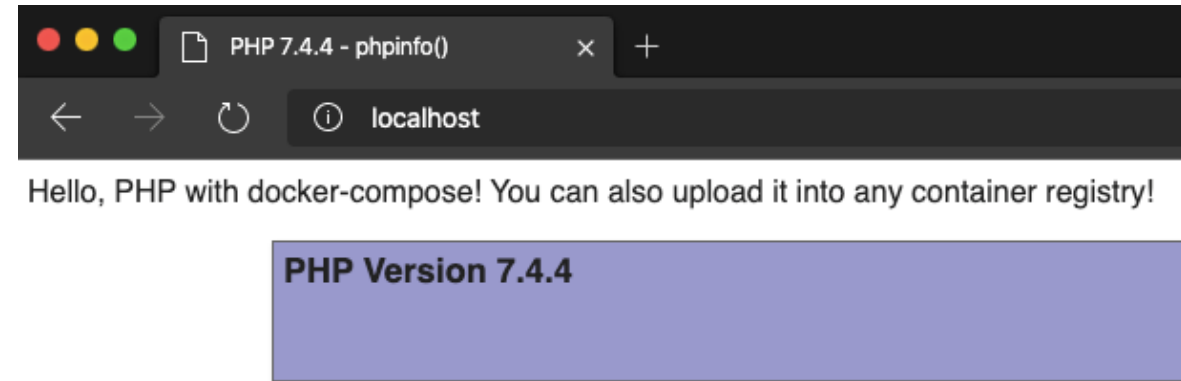 PHP 7.4.4 - phpinfo()
localhost
Hello, PHP with docker-compose! You can also upload it into any container registry!
PHP Version 7.4.4